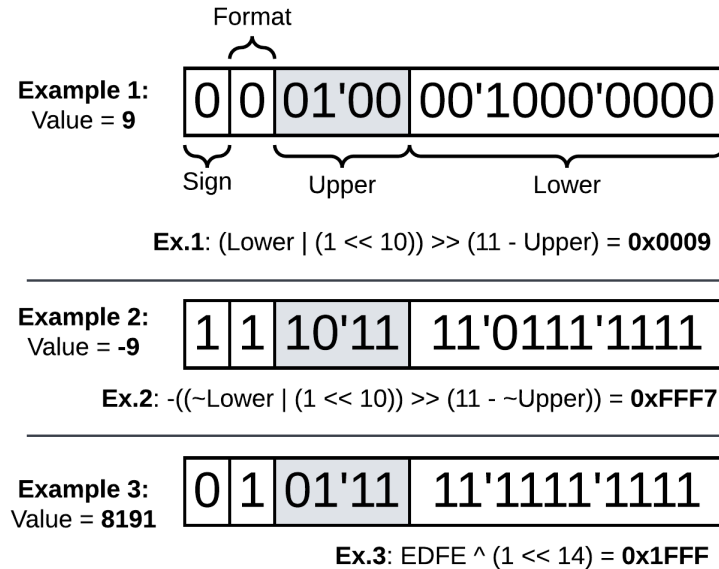 Format
Example 1:
Value = 9
0 0 01'00 00'1000'0000
Sign
Upper
Lower
Ex.1: (Lower | (1 << 10)) >> (11 - Upper) = 0x0009
Example 2:
Value = -9
1 1 10'11 11'0111'1111
Ex.2: -((~Lower | (1 << 10)) >> (11 - ~Upper)) = 0xFFF7
Example 3:
Value = 8191
0 1 01'11 11'1111'1111
Ex.3: EDFE ^ (1 << 14) = 0x1FFF